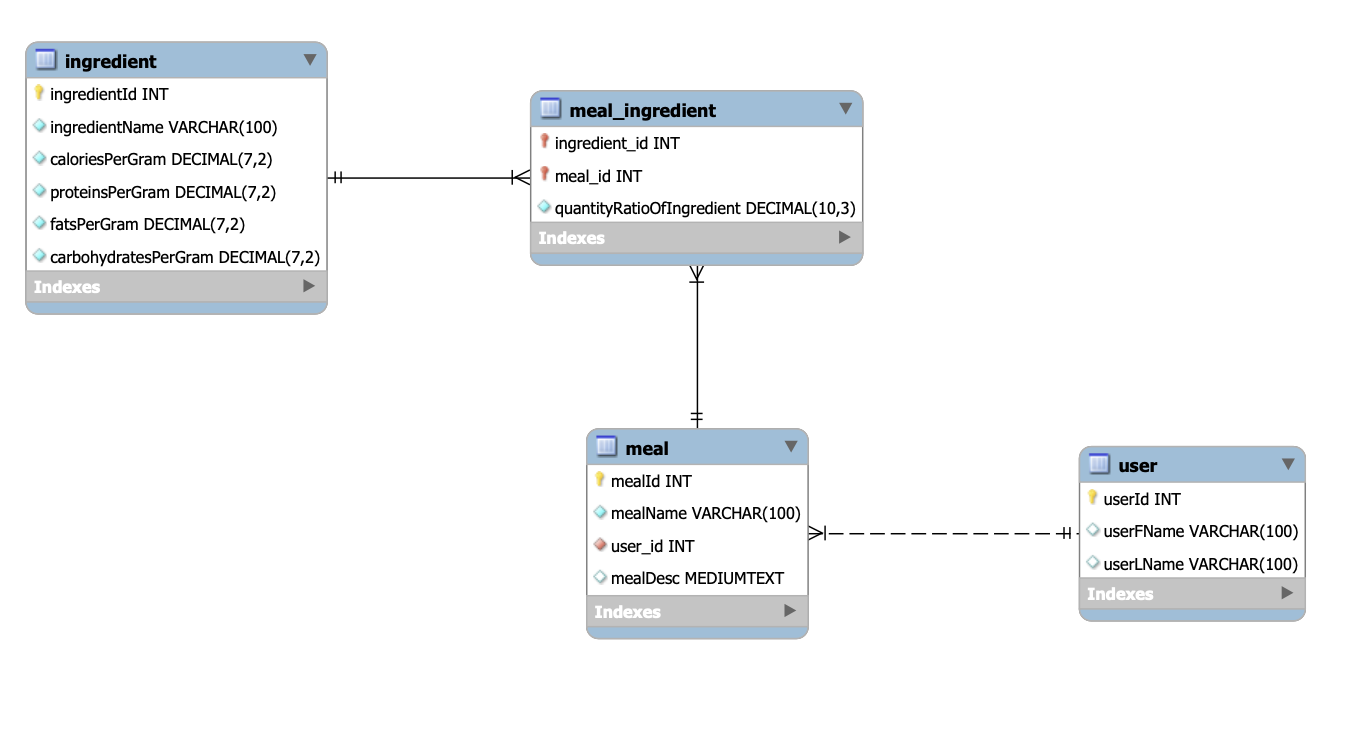 ingredient
ingredientId INT
ingredientName VARCHAR(100)
caloriesPerGram DECIMAL(7,2)
proteinsPerGram DECIMAL(7,2)
fatsPerGram DECIMAL(7,2)
carbohydratesPerGram DECIMAL(7,2)
Indexes
meal_ingredient
ingredient_id INT
meal_id INT
quantityRatioOfIngredient DECIMAL(10,3)
Indexes
meal
mealId INT
mealName VARCHAR(100)
user_id INT
mealDesc MEDIUMTEXT
Indexes
user
userId INT
userFName VARCHAR(100)
userLName VARCHAR(100)
Indexes